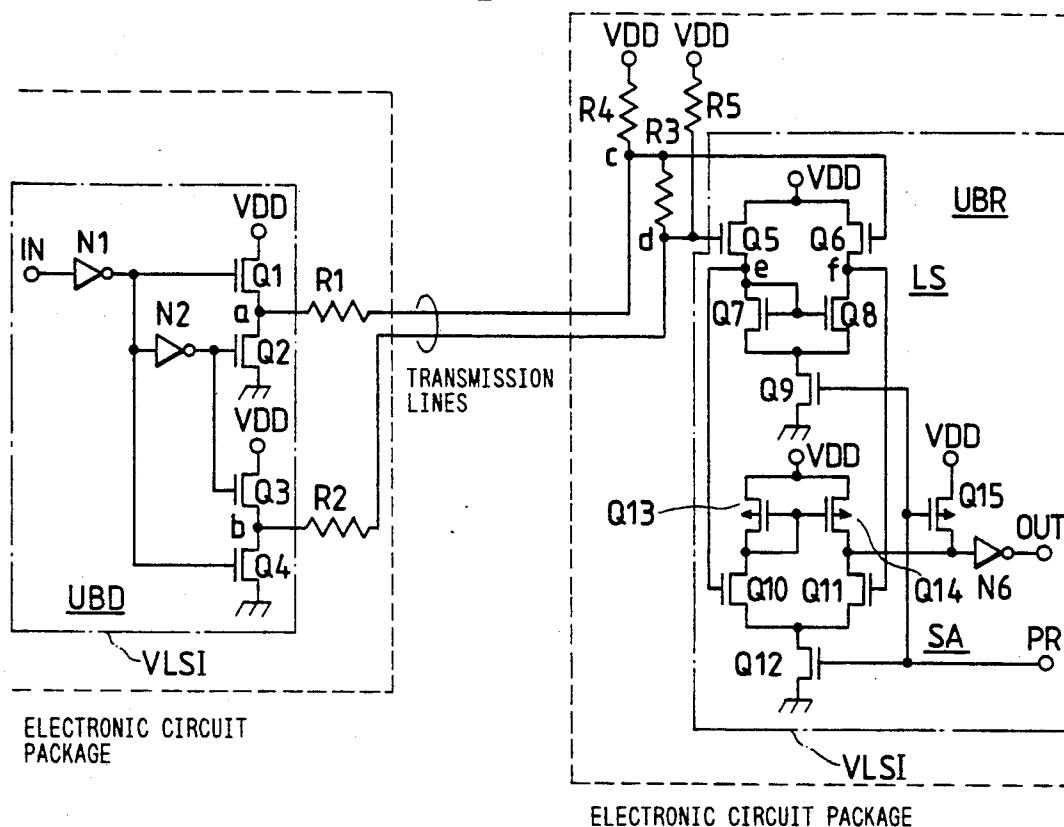 VDD VDD
R4
R5
R3
c
VDD
UBR
VDD
IN
N1
Q1
R1
d
Q5
Q6
e
f
LS
N2
a
Q7
Q8
Q2
TRANSMISSION
LINES
Q9
VDD
VDD
VDD
Q3
R2
Q13
Q15
b
OUT
Q4
Q10
Q11
Q14
N6
UBD
SA
PR
Q12
VLSI
ELECTRONIC CIRCUIT
PACKAGE
VLSI
ELECTRONIC CIRCUIT PACKAGE